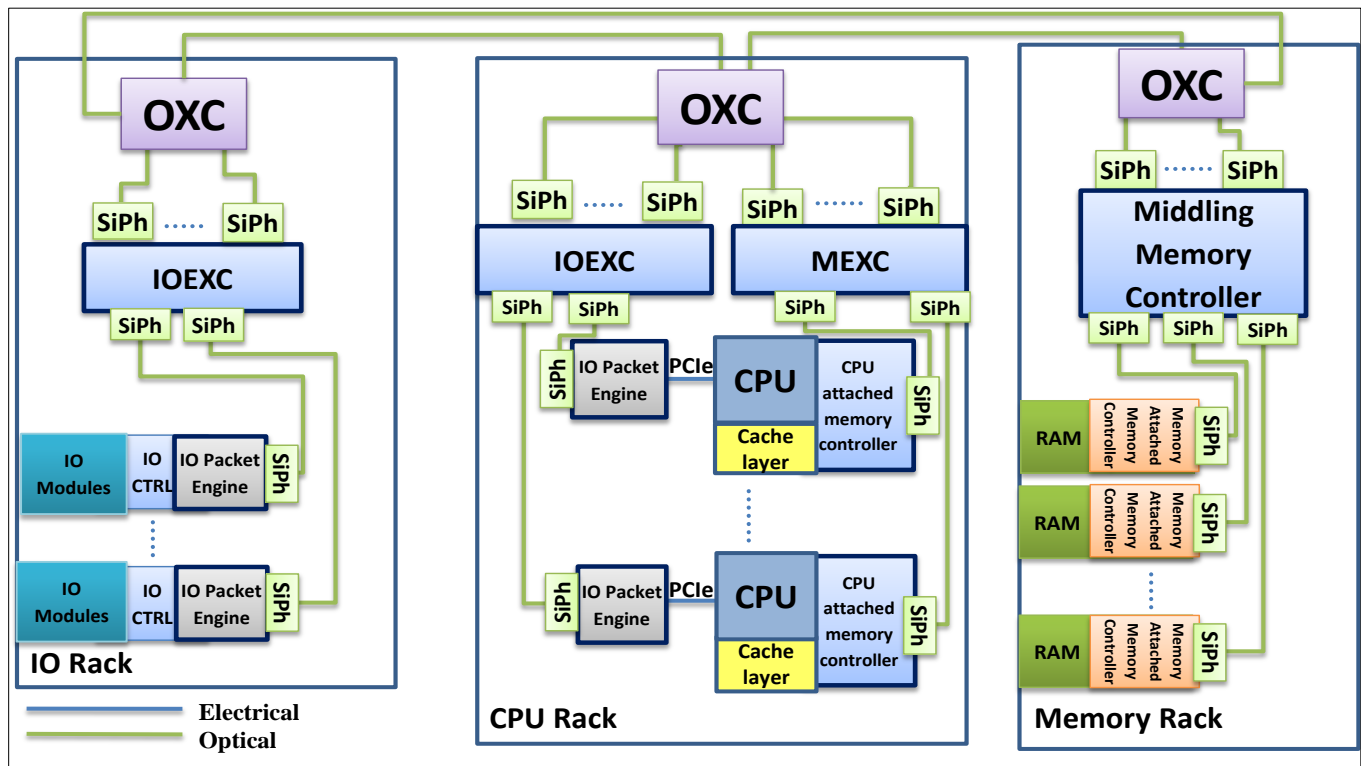 OXC
SiPh
SiPh
IOEXC
SiPh
SiPh
IO
Modules
IO
CTRL
IO Packet
Engine
SiPh
IO
Modules
IO
CTRL
IO Packet
Engine
SiPh
IO Rack
Electrical
Optical
OXC
SiPh
SiPh
SiPh
SiPh
IOEXC
MEXC
SiPh
SiPh
SiPh
SiPh
SiPh
IO Packet
Engine
PCIe
CPU
Cache
layer
CPU
attached
memory
controller
SiPh
SiPh
IO Packet
Engine
PCIe
CPU
Cache
layer
CPU
attached
memory
controller
SiPh
CPU Rack
OXC
SiPh
SiPh
Middling
Memory
Controller
SiPh
SiPh
SiPh
RAM
Memory
Attached
Memory
Controller
SiPh
RAM
Memory
Attached
Memory
Controller
SiPh
RAM
Memory
Attached
Memory
Controller
SiPh
Memory Rack